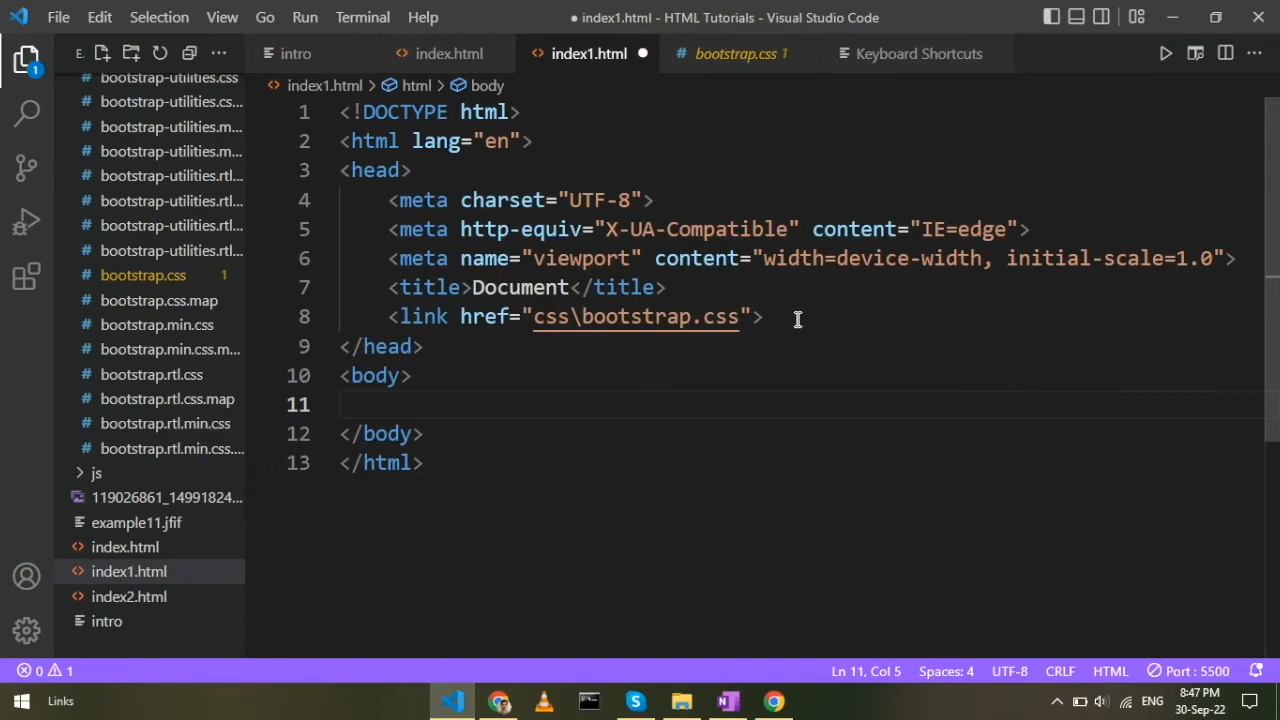 File Edit Selection View Go Run Terminal Help
● index1.html - HTML Tutorials - Visual Studio Code
E.
intro
index.html
index1.html ●
bootstrap.css 1
Keyboard Shortcuts
1
index1.html > html > body
bootstrap-utilities.css
bootstrap-utilities.cs...
bootstrap-utilities.m...
bootstrap-utilities.m...
bootstrap-utilities.rtl...
bootstrap-utilities.rtl...
bootstrap-utilities.rtl...
bootstrap-utilities.rtl...
bootstrap.css 1
bootstrap.css.map
bootstrap.min.css
bootstrap.min.css.m...
bootstrap.rtl.css
bootstrap.rtl.css.map
bootstrap.rtl.min.css
bootstrap.rtl.min.css....
js
119026861_14991824...
example11.jfif
index.html
index1.html
index2.html
intro
1 <!DOCTYPE html>
2 <html lang="en">
3 <head>
4 <meta charset="UTF-8">
5 <meta http-equiv="X-UA-Compatible" content="IE=edge">
6 <meta name="viewport" content="width=device-width, initial-scale=1.0">
7 <title>Document</title>
8 <link href="css\bootstrap.css">
9 </head>
10 <body>
11
12 </body>
13 </html>
0 1
Ln 11, Col 5 Spaces: 4 UTF-8 CRLF HTML Port : 5500
Links
ENG
8:47 PM
30-Sep-22